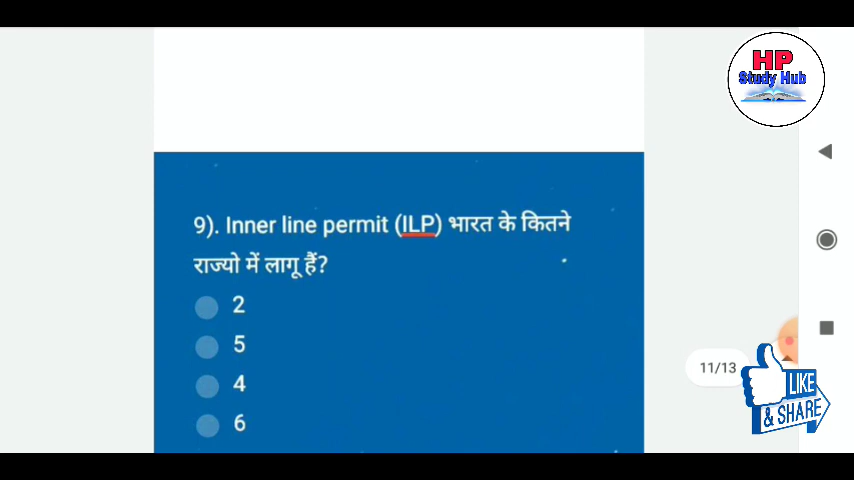 HP
Study Hub
9). Inner line permit (ILP) भारत के कितने
राज्यो में लागू हैं?
2
5
4
6
11/13
LIKE
& SHARE